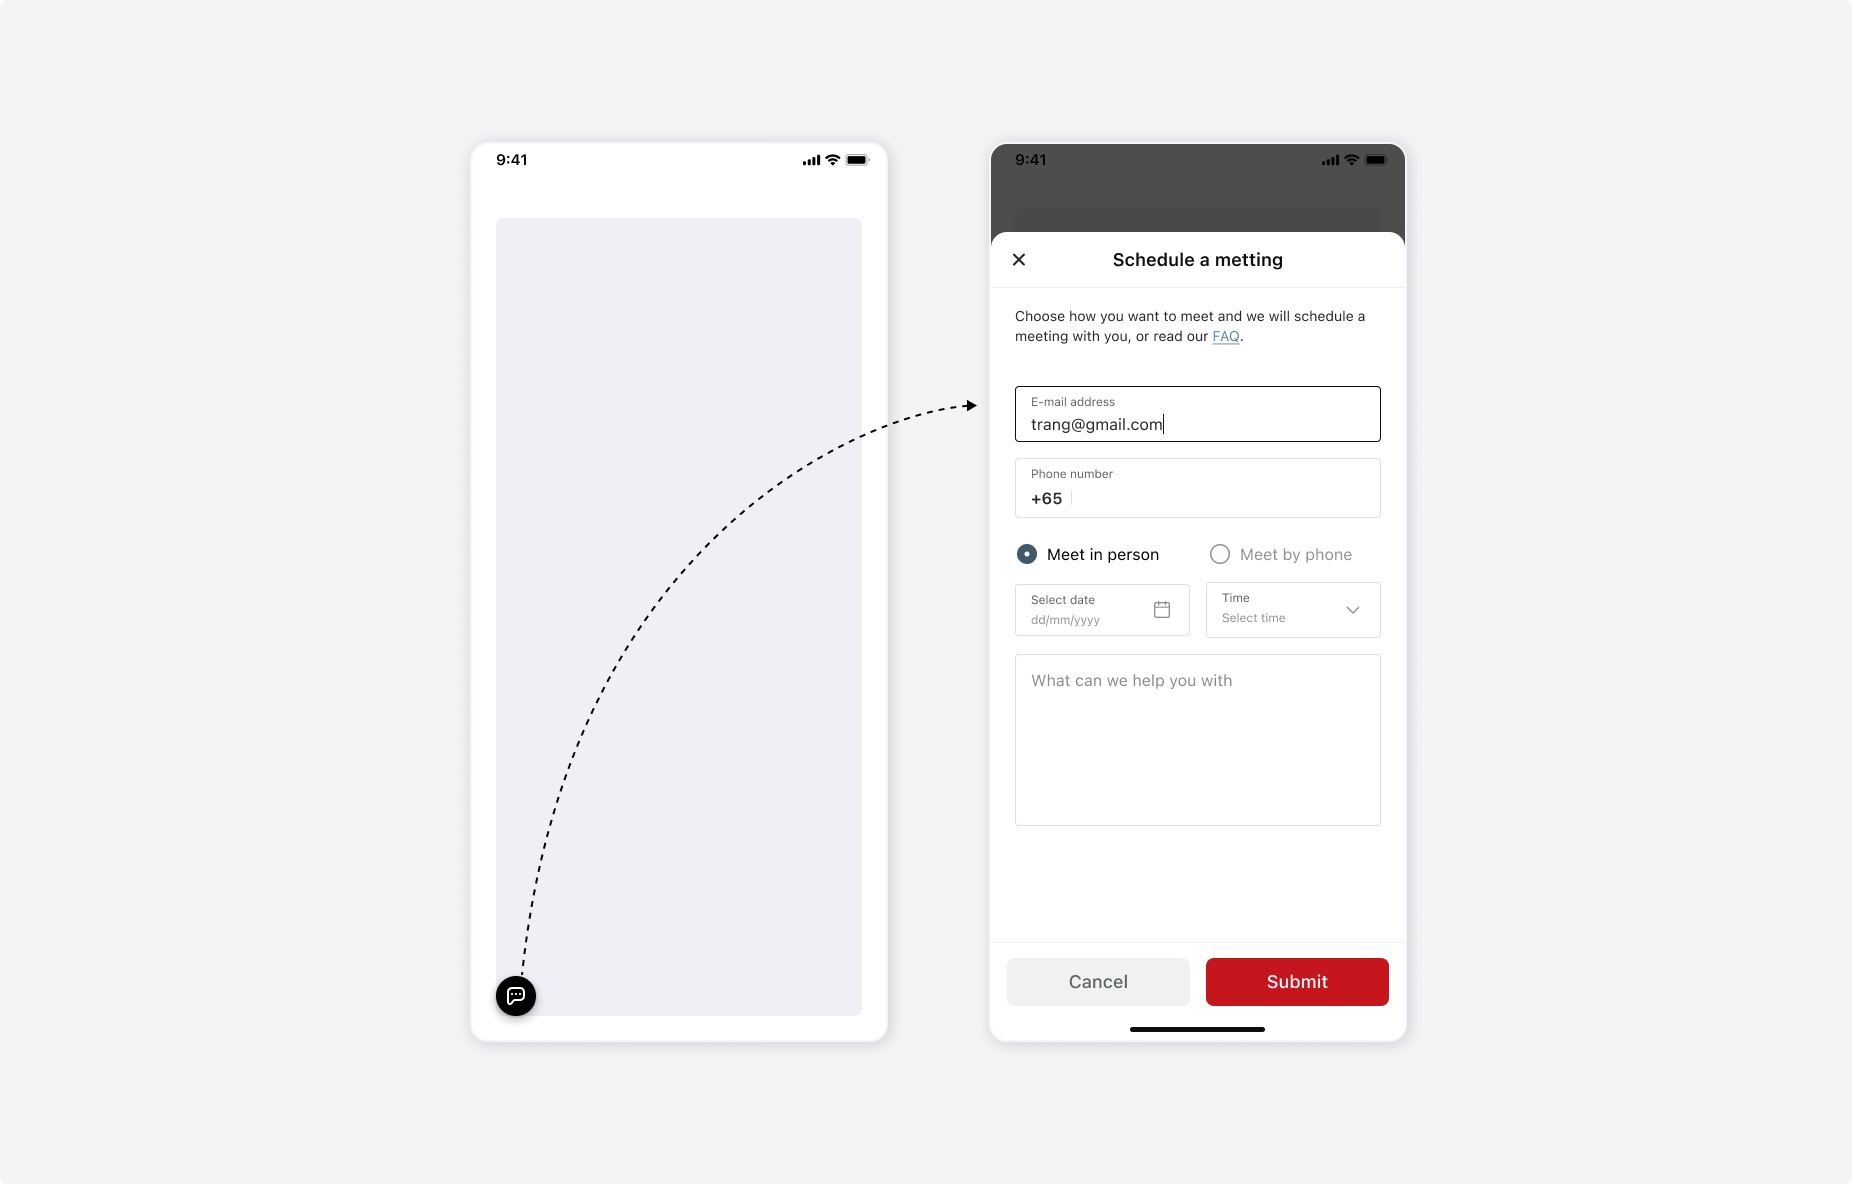 9:41
9:41
Schedule a metting
Choose how you want to meet and we will schedule a
meeting with you, or read our FAQ.
E-mail address
trang@gmail.com
Phone number
+65
Meet in person
Meet by phone
Select date
dd/mm/yyyy
Time
Select time
What can we help you with
Cancel
Submit